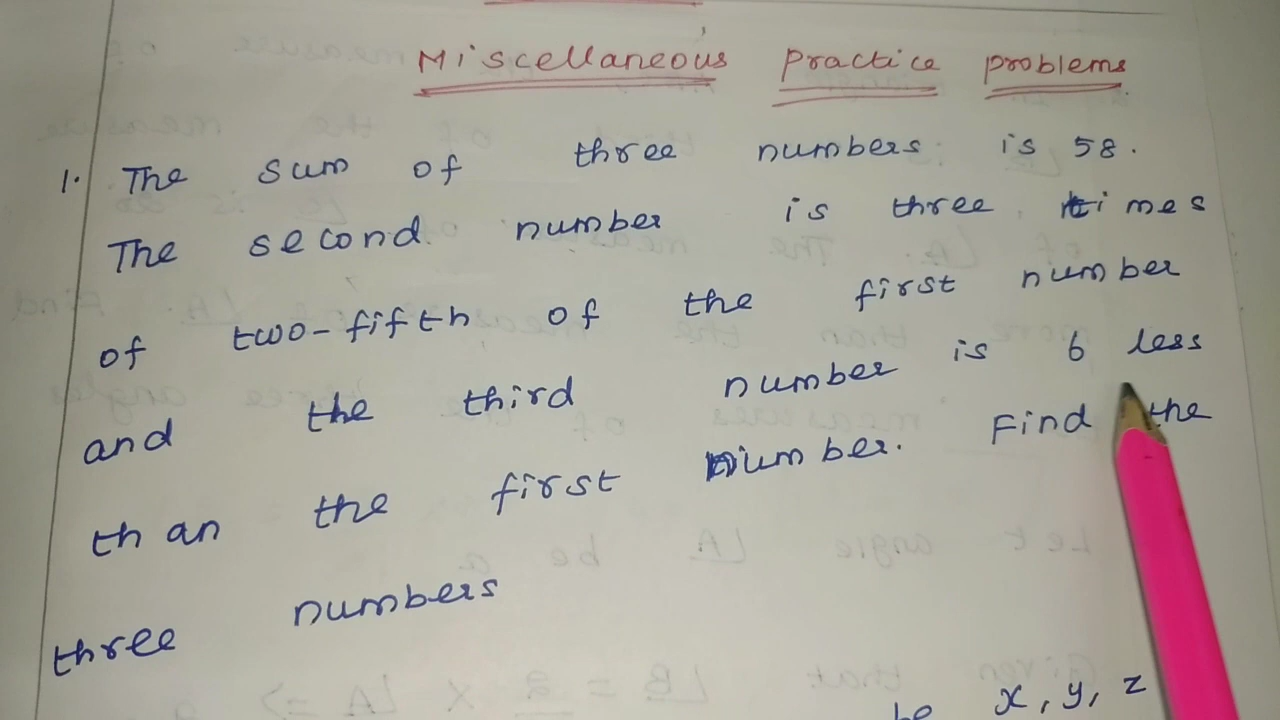 Miscellaneous Practice problems
1. The sum of three numbers is 58.
The second number is three times
of two-fifth of the first number
and the third number is 6 less
than the first number. Find the
three numbers
be x, y, z